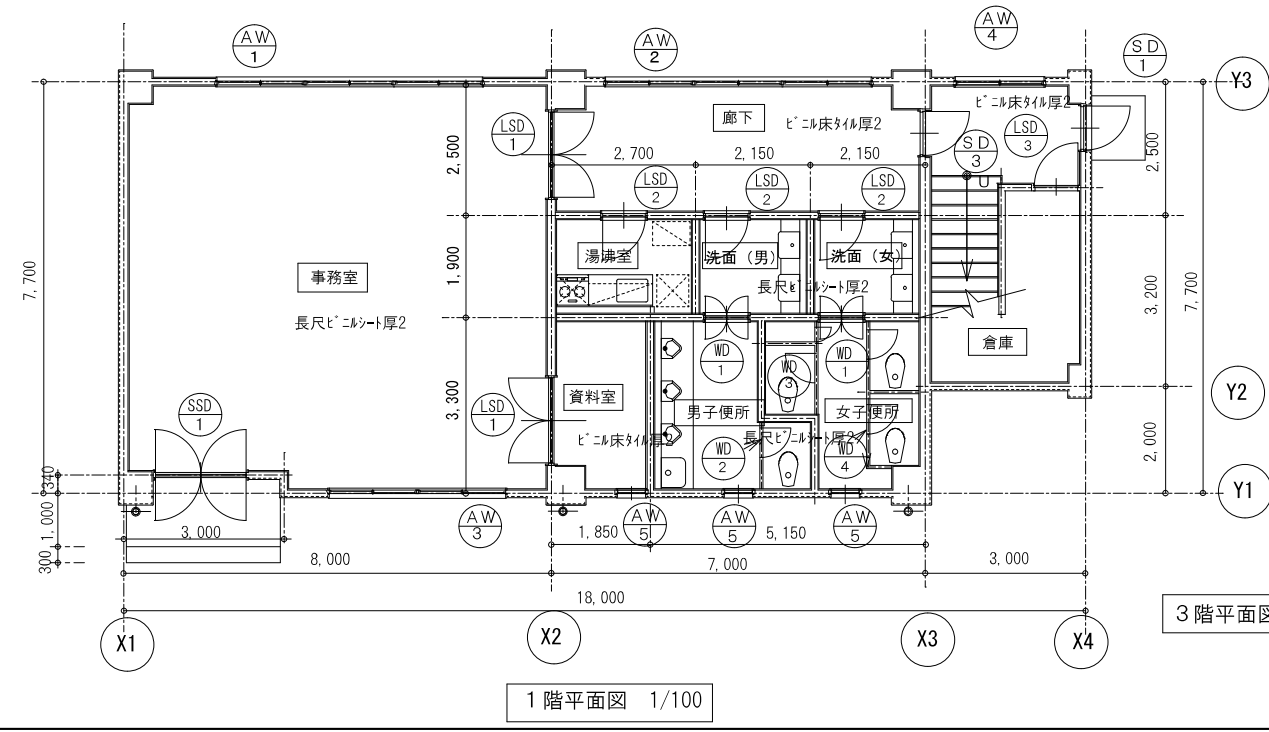 AW
1
AW
2
AW
4
SD
1
Y3
廊下
ﾋﾞﾆﾙ床ﾀｲﾙ厚2
ﾋﾞﾆﾙ床ﾀｲﾙ厚2
LSD
1
LSD
3
SD
3
2,500
2,700
2,150
2,150
2,500
LSD
2
LSD
2
LSD
2
U
7,700
事務室
長尺ﾋﾞﾆﾙｼｰﾄ厚2
1,900
湯沸室
洗面（男）
洗面（女）
長尺ﾋﾞﾆﾙｼｰﾄ厚2
3,200
7,700
倉庫
WD
1
WD
3
WD
1
Y2
SSD
1
3,300
LSD
1
資料室
男子便所
女子便所
ﾋﾞﾆﾙ床ﾀｲﾙ厚2
長尺ﾋﾞﾆﾙｼｰﾄ厚2
WD
2
WD
4
2,000
340
Y1
1,000
3,000
AW
3
AW
5
AW
5
AW
5
1,850
5,150
300
8,000
7,000
3,000
18,000
X1
X2
X3
X4
3階平面図
1階平面図 1/100